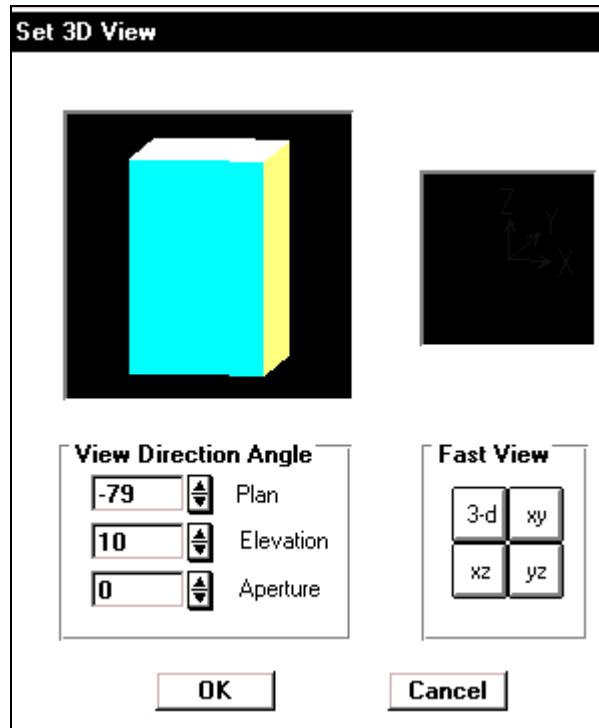 Set 3D View
Z
Y
X
View Direction Angle
-79 Plan
10 Elevation
0 Aperture
Fast View
3-d xy
xz yz
OK Cancel